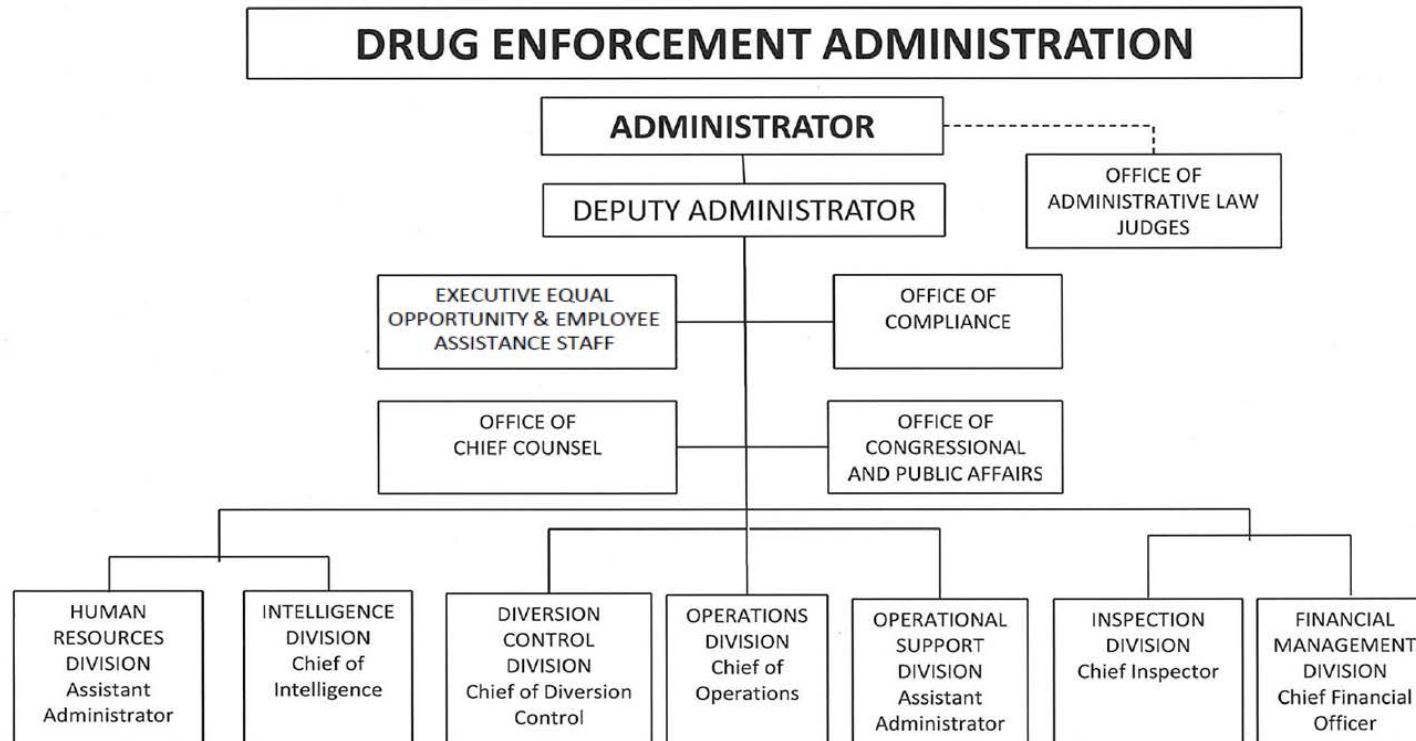 DRUG ENFORCEMENT ADMINISTRATION
ADMINISTRATOR
OFFICE OF
ADMINISTRATIVE LAW
JUDGES
DEPUTY ADMINISTRATOR
EXECUTIVE EQUAL
OPPORTUNITY & EMPLOYEE
ASSISTANCE STAFF
OFFICE OF
COMPLIANCE
OFFICE OF
CHIEF COUNSEL
OFFICE OF
CONGRESSIONAL
AND PUBLIC AFFAIRS
HUMAN
RESOURCES
DIVISION
Assistant
Administrator
INTELLIGENCE
DIVISION
Chief of
Intelligence
DIVERSION
CONTROL
DIVISION
Chief of Diversion
Control
OPERATIONS
DIVISION
Chief of
Operations
OPERATIONAL
SUPPORT
DIVISION
Assistant
Administrator
INSPECTION
DIVISION
Chief Inspector
FINANCIAL
MANAGEMENT
DIVISION
Chief Financial
Officer